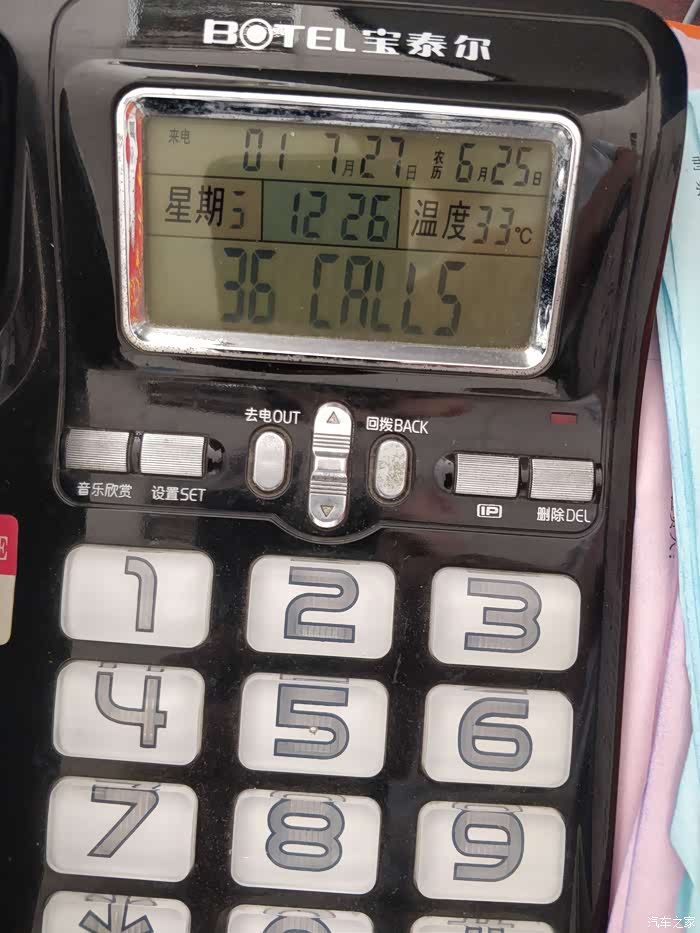 BOTEL宝泰尔
来电 01 7月27日 农历 6月25日
星期三 12 26 温度33℃
36 CALLS
去电OUT 回拨BACK
音乐欣赏 设置SET IP 删除DEL
1 2 3
4 5 6
7 8 9
E
汽车之家